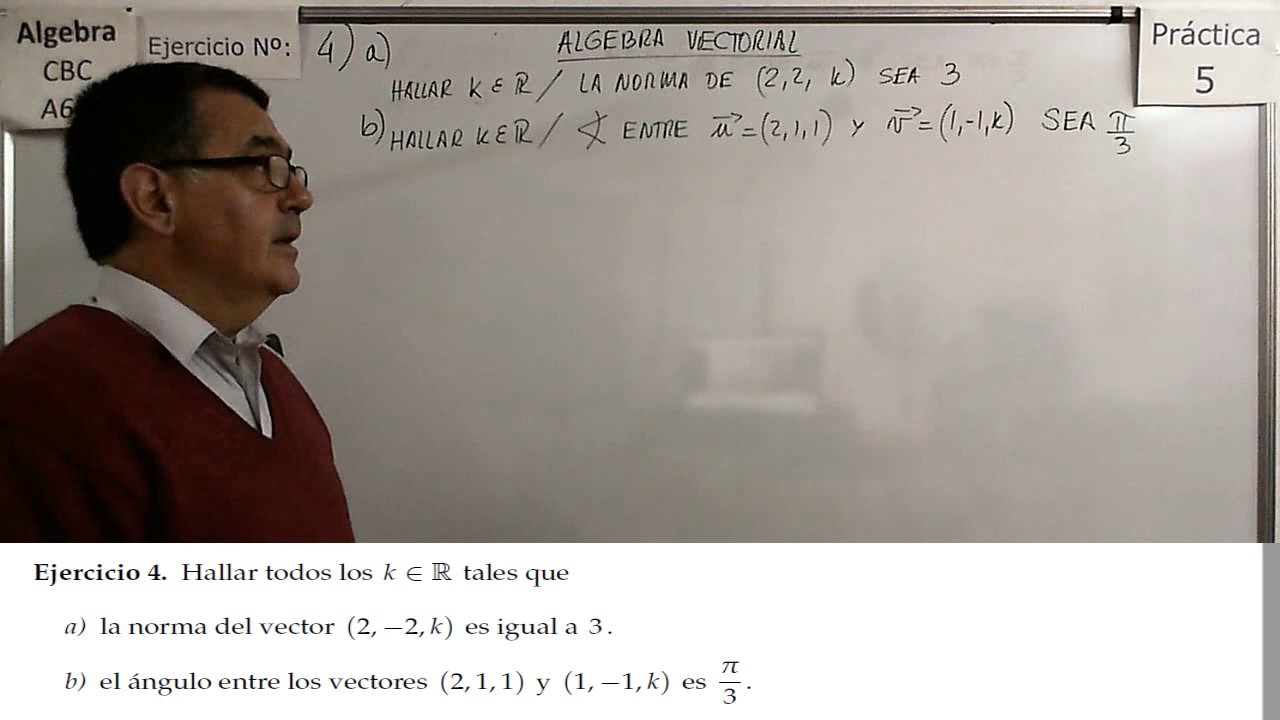 Algebra
CBC
A6
Ejercicio Nº:
4) a)
ALGEBRA VECTORIAL
HALLAR K ∈ ℝ / LA NORMA DE (2,2, k) SEA 3
b) HALLAR K ∈ ℝ / ∢ ENTRE u⃗ = (2,1,1) Y v⃗ = (1,-1,k) SEA π/3
Práctica
5
Ejercicio 4. Hallar todos los k ∈ ℝ tales que
a) la norma del vector (2, −2, k) es igual a 3.
b) el ángulo entre los vectores (2, 1, 1) y (1, −1, k) es π/3.